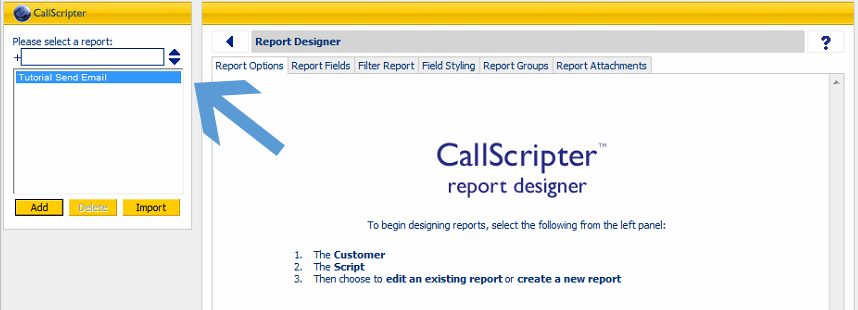 CallScripter
Please select a report:
+
Tutorial Send Email
Add Delete Import
Report Designer ?
Report Options Report Fields Filter Report Field Styling Report Groups Report Attachments
CallScripter™
report designer
To begin designing reports, select the following from the left panel:
1. The Customer
2. The Script
3. Then choose to edit an existing report or create a new report